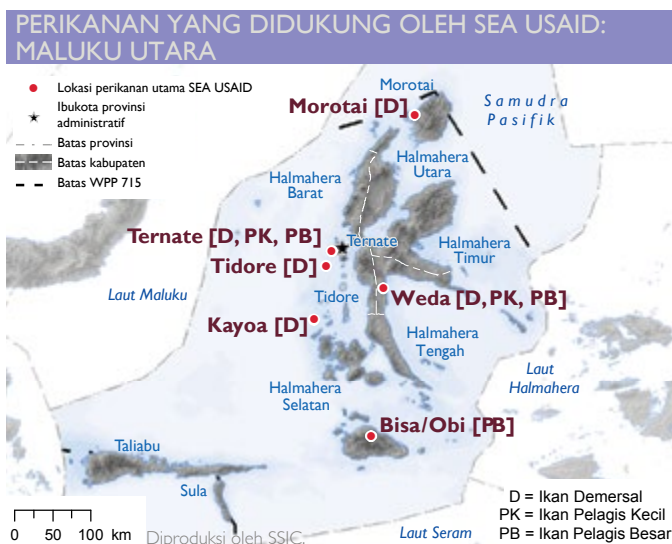 PERIKANAN YANG DIDUKUNG OLEH SEA USAID:
MALUKU UTARA
Lokasi perikanan utama SEA USAID
Ibukota provinsi
administratif
Batas provinsi
Batas kabupaten
Batas WPP 715
Morotai
Morotai [D]
Samudra
Pasifik
Halmahera
Utara
Halmahera
Barat
Ternate [D, PK, PB]
Ternate
Halmahera
Timur
Tidore [D]
Laut Maluku
Tidore
Weda [D, PK, PB]
Kayoa [D]
Halmahera
Tengah
Laut
Halmahera
Halmahera
Selatan
Bisa/Obi [PB]
Taliabu
Sula
D = Ikan Demersal
PK = Ikan Pelagis Kecil
PB = Ikan Pelagis Besar
0 50 100 km
Diproduksi oleh SSIC.
Laut Seram